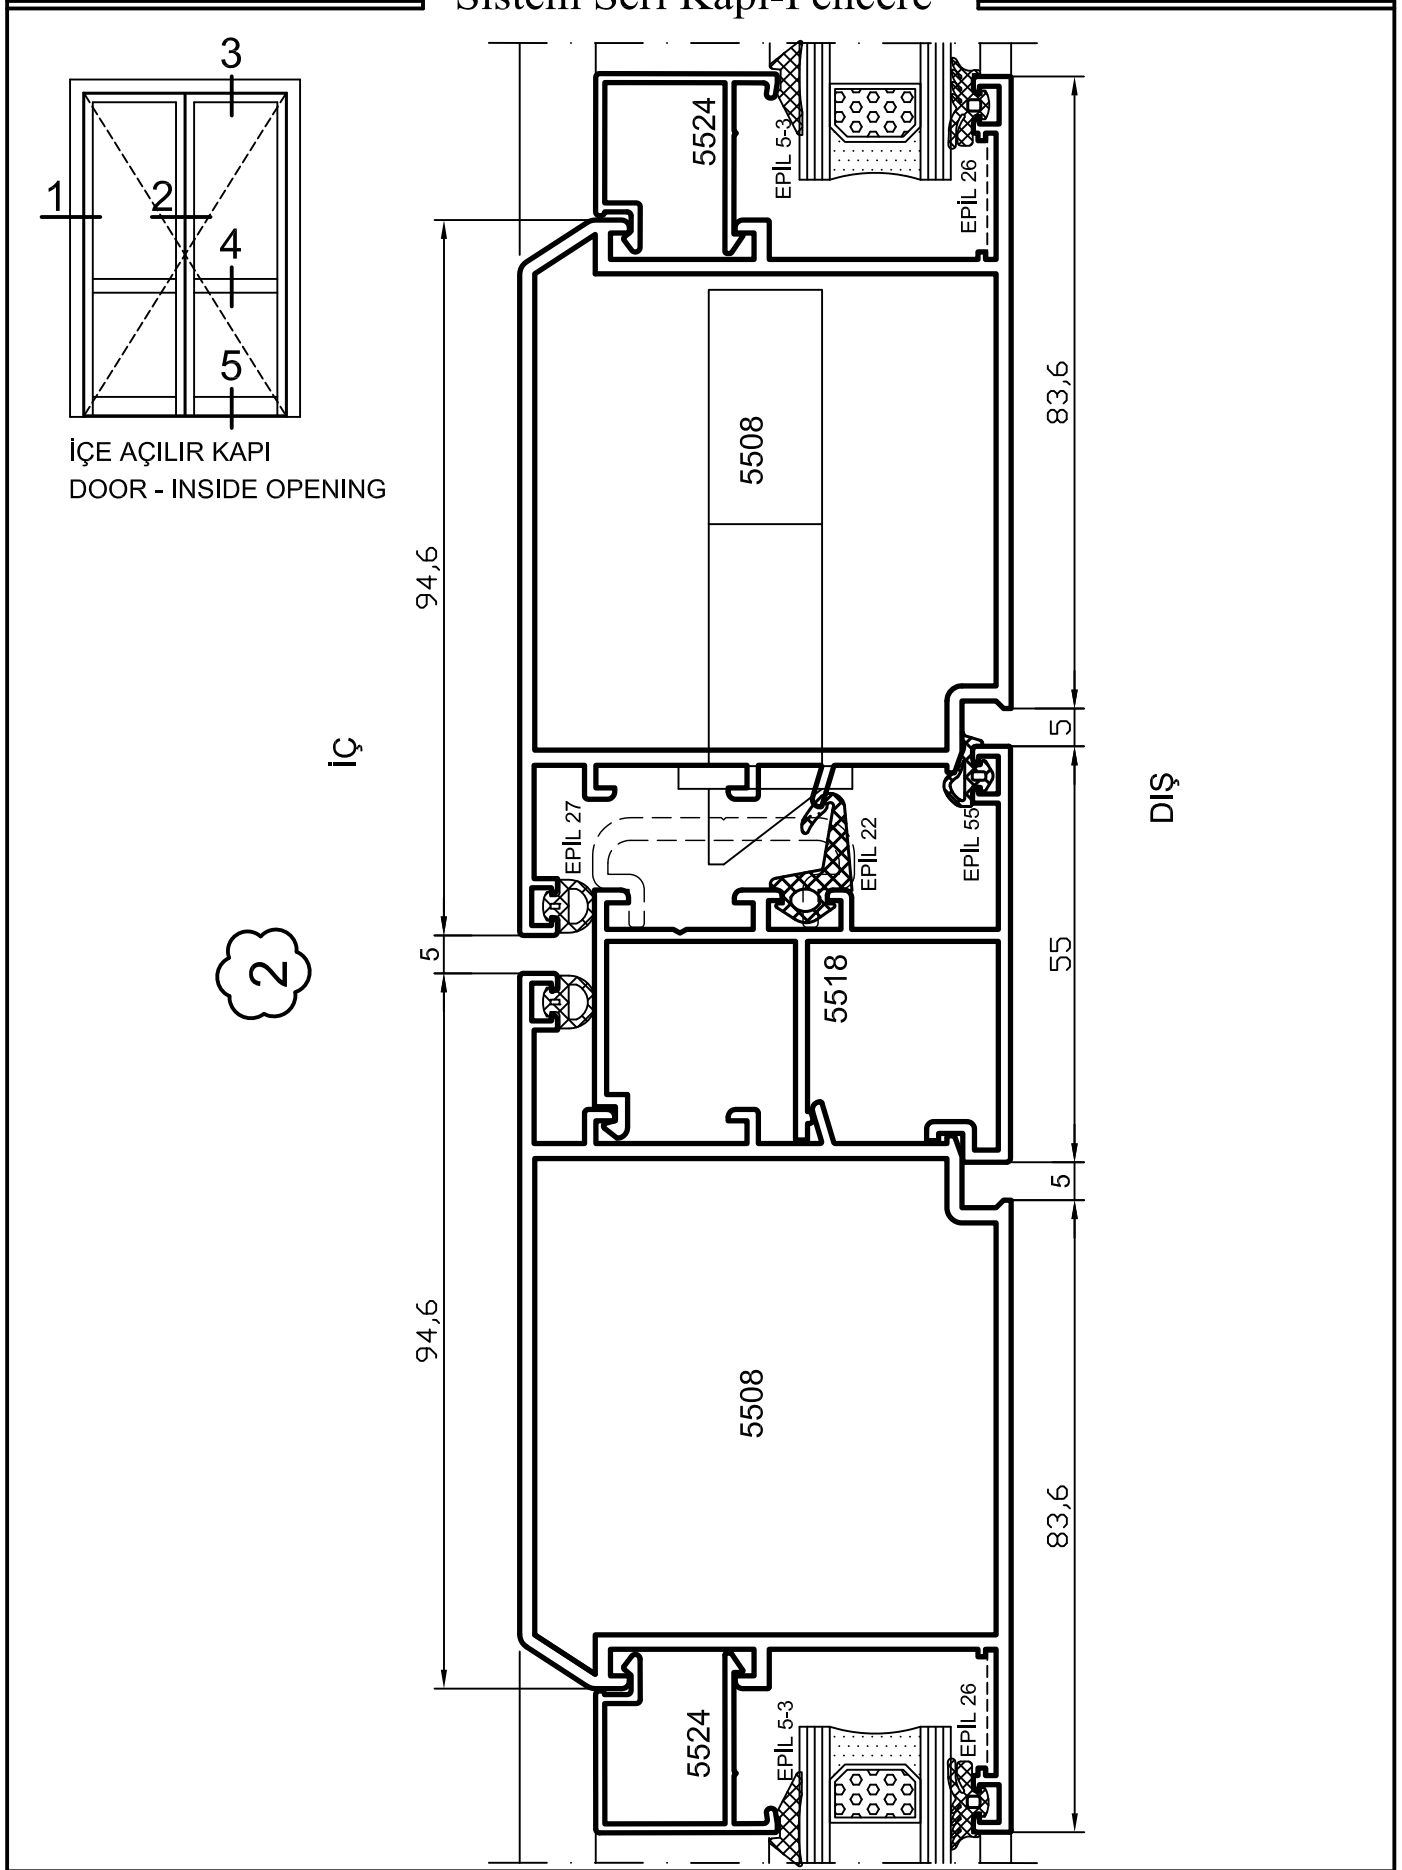 Sistem Seri Kapı-Pencere
3
1
2
4
5
İÇE AÇILIR KAPI
DOOR - INSIDE OPENING
5524
EPİL 5-3
EPİL 26
5508
94,6
83,6
İÇ
5
DIŞ
EPİL 27
EPİL 22
EPİL 55
2
5
55
5518
5
94,6
5508
83,6
5524
EPİL 5-3
EPİL 26